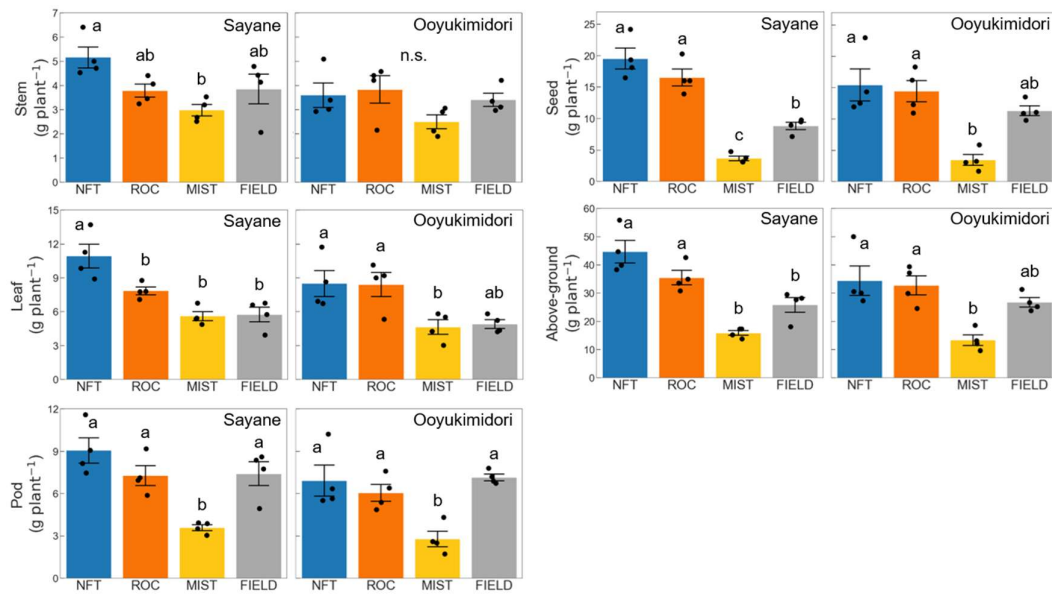 Stem
(g plant⁻¹)
7
6
5
4
3
2
1
0
Sayane
a
ab
b
ab
NFT ROC MIST FIELD
Ooyukimidori
n.s.
NFT ROC MIST FIELD
Seed
(g plant⁻¹)
25
20
15
10
5
0
Sayane
a
a
c
b
NFT ROC MIST FIELD
Ooyukimidori
a
a
b
ab
NFT ROC MIST FIELD
Leaf
(g plant⁻¹)
15
12
9
6
3
0
Sayane
a
b
b
b
NFT ROC MIST FIELD
Ooyukimidori
a
a
b
ab
NFT ROC MIST FIELD
Above-ground
(g plant⁻¹)
60
50
40
30
20
10
0
Sayane
a
a
b
b
NFT ROC MIST FIELD
Ooyukimidori
a
a
b
ab
NFT ROC MIST FIELD
Pod
(g plant⁻¹)
12
9
6
3
0
Sayane
a
a
b
a
NFT ROC MIST FIELD
Ooyukimidori
a
a
b
a
NFT ROC MIST FIELD